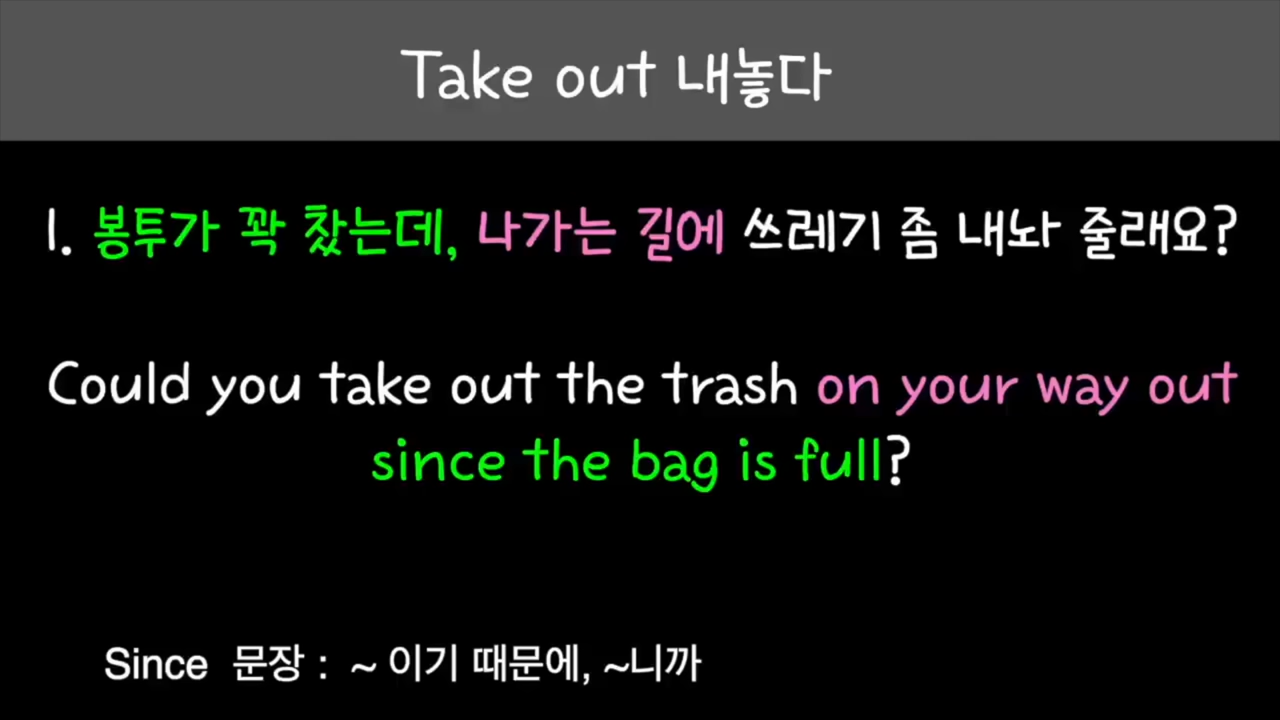 Take out 내놓다
1. 봉투가 꽉 찼는데, 나가는 길에 쓰레기 좀 내놔 줄래요?
Could you take out the trash on your way out
since the bag is full?
Since 문장 : ~ 이기 때문에, ~니까